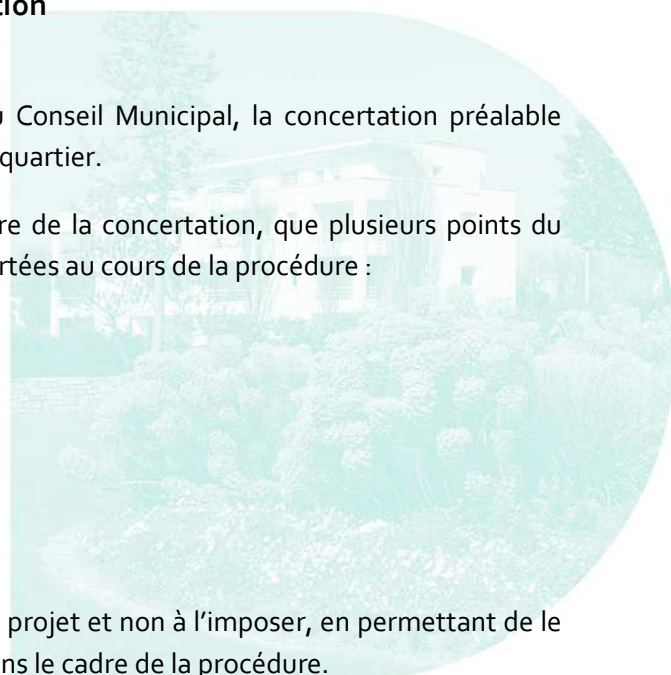 tion
u Conseil Municipal, la concertation préalable
quartier.
re de la concertation, que plusieurs points du
rtées au cours de la procédure :
projet et non à l'imposer, en permettant de le
ns le cadre de la procédure.